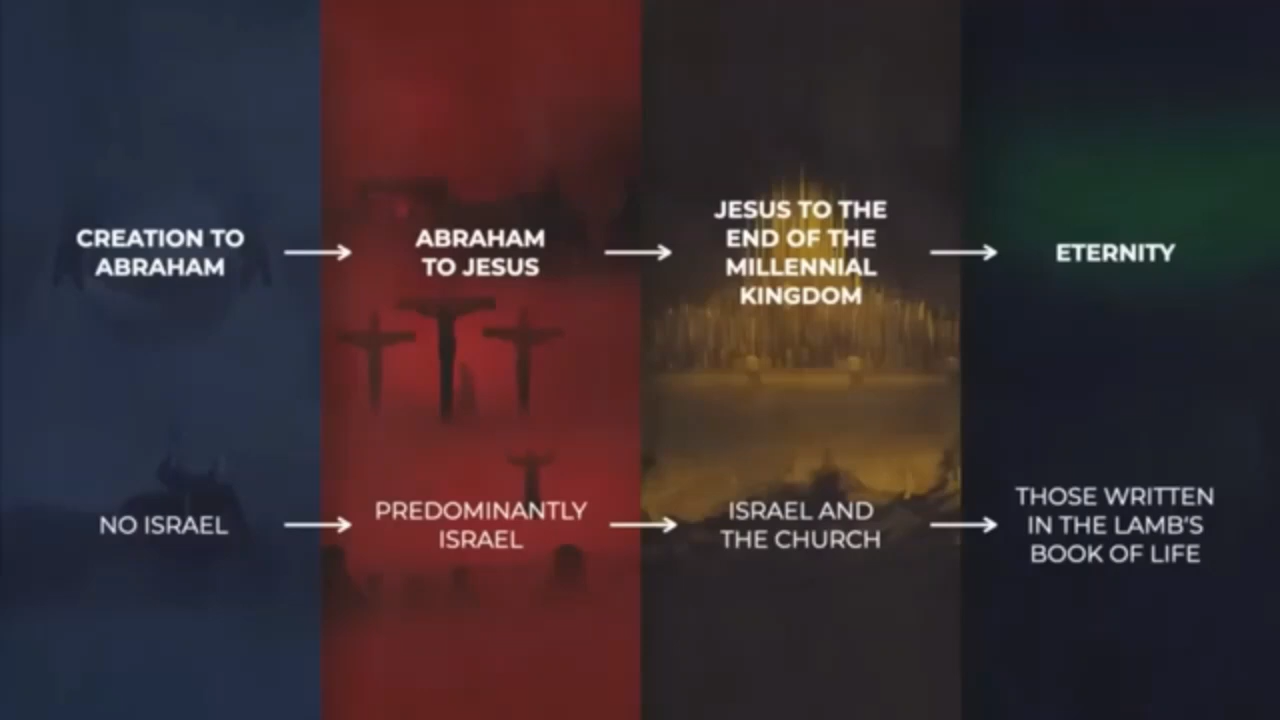 CREATION TO
ABRAHAM
ABRAHAM
TO JESUS
JESUS TO THE
END OF THE
MILLENNIAL
KINGDOM
ETERNITY
NO ISRAEL
PREDOMINANTLY
ISRAEL
ISRAEL AND
THE CHURCH
THOSE WRITTEN
IN THE LAMB'S
BOOK OF LIFE